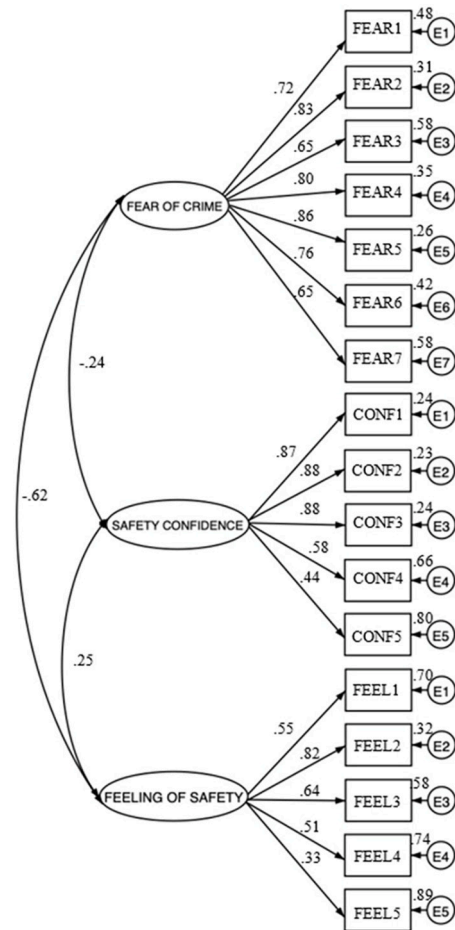 .48
FEAR1 E1
.72
.31
FEAR2 E2
.83
.58
FEAR3 E3
.65
.35
FEAR4 E4
.80
FEAR OF CRIME
.26
FEAR5 E5
.86
.42
FEAR6 E6
.76
.58
FEAR7 E7
.65
-.24
.24
CONF1 E1
.87
.23
CONF2 E2
.88
-.62
.24
CONF3 E3
.88
SAFETY CONFIDENCE
.66
CONF4 E4
.58
.80
CONF5 E5
.44
.25
.70
FEEL1 E1
.55
.32
FEEL2 E2
.82
.58
FEEL3 E3
.64
FEELING OF SAFETY
.74
FEEL4 E4
.51
.89
FEEL5 E5
.33